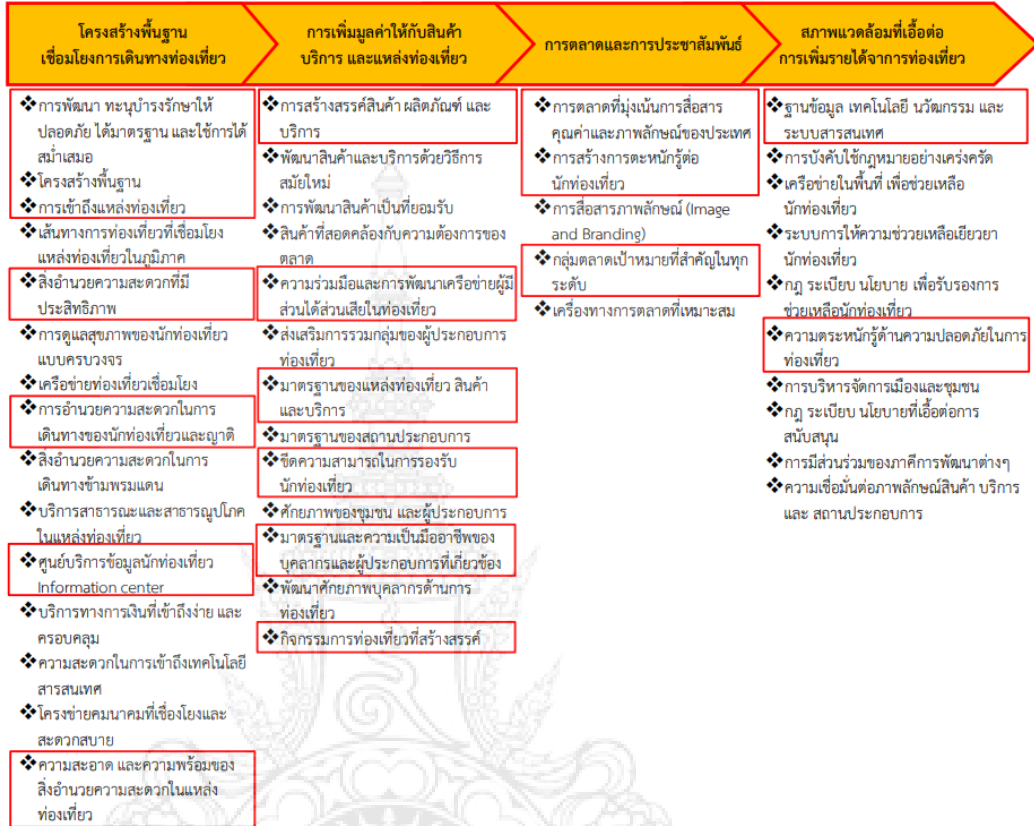 โครงสร้างพื้นฐาน
เชื่อมโยงการเดินทางท่องเที่ยว
❖การพัฒนา ทะนุบำรุงรักษาให้
ปลอดภัย ได้มาตรฐาน และใช้การได้
สม่ำเสมอ
❖โครงสร้างพื้นฐาน
❖การเข้าถึงแหล่งท่องเที่ยว
❖เส้นทางการท่องเที่ยวที่เชื่อมโยง
แหล่งท่องเที่ยวในภูมิภาค
❖สิ่งอำนวยความสะดวกที่มี
ประสิทธิภาพ
❖การดูแลสุขภาพของนักท่องเที่ยว
แบบครบวงจร
❖เครือข่ายท่องเที่ยวเชื่อมโยง
❖การอำนวยความสะดวกในการ
เดินทางของนักท่องเที่ยวและญาติ
❖สิ่งอำนวยความสะดวกในการ
เดินทางข้ามพรมแดน
❖บริการสาธารณะและสาธารณูปโภค
ในแหล่งท่องเที่ยว
❖ศูนย์บริการข้อมูลนักท่องเที่ยว
Information center
❖บริการทางการเงินที่เข้าถึงง่าย และ
ครอบคลุม
❖ความสะดวกในการเข้าถึงเทคโนโลยี
สารสนเทศ
❖โครงข่ายคมนาคมที่เชื่องโยงและ
สะดวกสบาย
❖ความสะอาด และความพร้อมของ
สิ่งอำนวยความสะดวกในแหล่ง
ท่องเที่ยว
การเพิ่มมูลค่าให้กับสินค้า
บริการ และแหล่งท่องเที่ยว
❖การสร้างสรรค์สินค้า ผลิตภัณฑ์ และ
บริการ
❖พัฒนาสินค้าและบริการด้วยวิธีการ
สมัยใหม่
❖การพัฒนาสินค้าเป็นที่ยอมรับ
❖สินค้าที่สอดคล้องกับความต้องการของ
ตลาด
❖ความร่วมมือและการพัฒนาเครือข่ายผู้มี
ส่วนได้ส่วนเสียในท่องเที่ยว
❖ส่งเสริมการรวมกลุ่มของผู้ประกอบการ
ท่องเที่ยว
❖มาตรฐานของแหล่งท่องเที่ยว สินค้า
และบริการ
❖มาตรฐานของสถานประกอบการ
❖ขีดความสามารถในการรองรับ
นักท่องเที่ยว
❖ศักยภาพของชุมชน และผู้ประกอบการ
❖มาตรฐานและความเป็นมืออาชีพของ
บุคลากรและผู้ประกอบการที่เกี่ยวข้อง
❖พัฒนาศักยภาพบุคลากรด้านการ
ท่องเที่ยว
❖กิจกรรมการท่องเที่ยวที่สร้างสรรค์
การตลาดและการประชาสัมพันธ์
❖การตลาดที่มุ่งเน้นการสื่อสาร
คุณค่าและภาพลักษณ์ของประเทศ
❖การสร้างการตะหนักรู้ต่อ
นักท่องเที่ยว
❖การสื่อสารภาพลักษณ์ (Image
and Branding)
❖กลุ่มตลาดเป้าหมายที่สำคัญในทุก
ระดับ
❖เครื่องทางการตลาดที่เหมาะสม
สภาพแวดล้อมที่เอื้อต่อ
การเพิ่มรายได้จากการท่องเที่ยว
❖ฐานข้อมูล เทคโนโลยี นวัฒกรรม และ
ระบบสารสนเทศ
❖การบังคับใช้กฎหมายอย่างเคร่งครัด
❖เครือข่ายในพื้นที่ เพื่อช่วยเหลือ
นักท่องเที่ยว
❖ระบบการให้ความช่ววยเหลือเยียวยา
นักท่องเที่ยว
❖กฎ ระเบียบ นโยบาย เพื่อรับรองการ
ช่วยเหลือนักท่องเที่ยว
❖ความตระหนักรู้ด้านความปลอดภัยในการ
ท่องเที่ยว
❖การบริหารจัดการเมืองและชุมชน
❖กฎ ระเบียบ นโยบายที่เอื้อต่อการ
สนับสนุน
❖การมีส่วนร่วมของภาคีการพัฒนาต่างๆ
❖ความเชื่อมั่นต่อภาพลักษณ์สินค้า บริการ
และ สถานประกอบการ